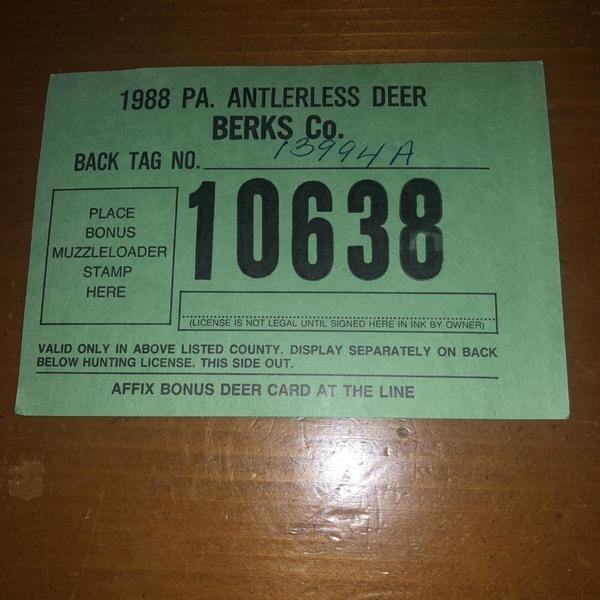 1988 PA. ANTLERLESS DEER
BERKS Co.
BACK TAG NO. 13994A
PLACE
BONUS
MUZZLELOADER
STAMP
HERE
10638
(LICENSE IS NOT LEGAL UNTIL SIGNED HERE IN INK BY OWNER)
VALID ONLY IN ABOVE LISTED COUNTY. DISPLAY SEPARATELY ON BACK
BELOW HUNTING LICENSE. THIS SIDE OUT.
AFFIX BONUS DEER CARD AT THE LINE